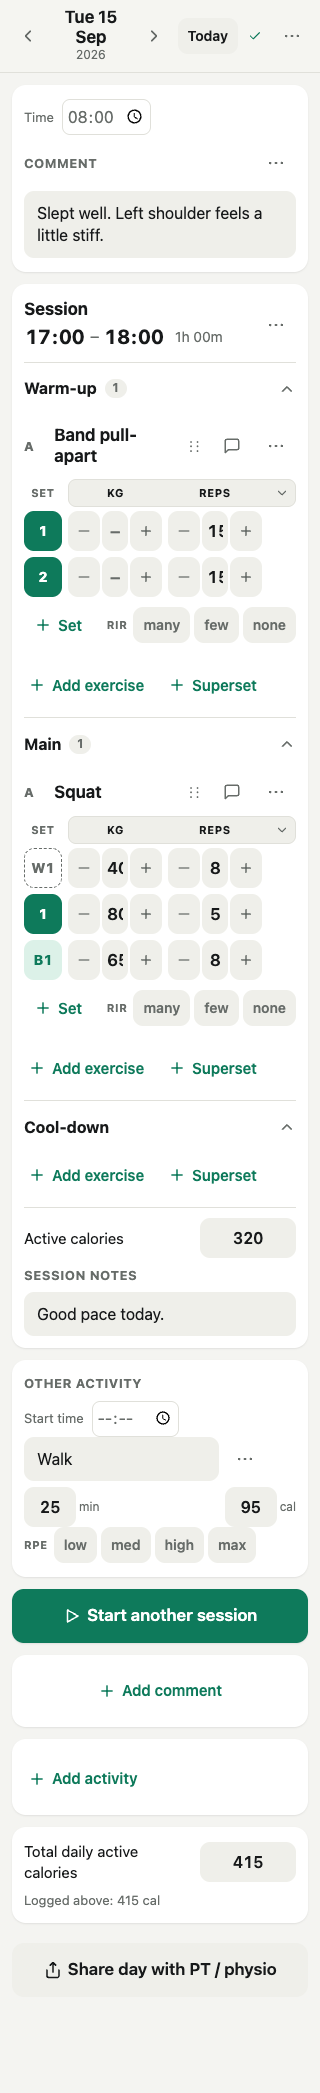 Tue 15
Sep
2026
Today
Time 08:00
COMMENT
Slept well. Left shoulder feels a
little stiff.
Session
17:00 – 18:00 1h 00m
Warm-up 1
A Band pull-
apart
SET KG REPS
1 – – + – 15 +
2 – – + – 15 +
+ Set RIR many few none
+ Add exercise + Superset
Main 1
A Squat
SET KG REPS
W1 – 40 + – 8 +
1 – 80 + – 5 +
B1 – 65 + – 8 +
+ Set RIR many few none
+ Add exercise + Superset
Cool-down
+ Add exercise + Superset
Active calories 320
SESSION NOTES
Good pace today.
OTHER ACTIVITY
Start time --:--
Walk
25 min 95 cal
RPE low med high max
Start another session
+ Add comment
+ Add activity
Total daily active
calories
415
Logged above: 415 cal
Share day with PT / physio